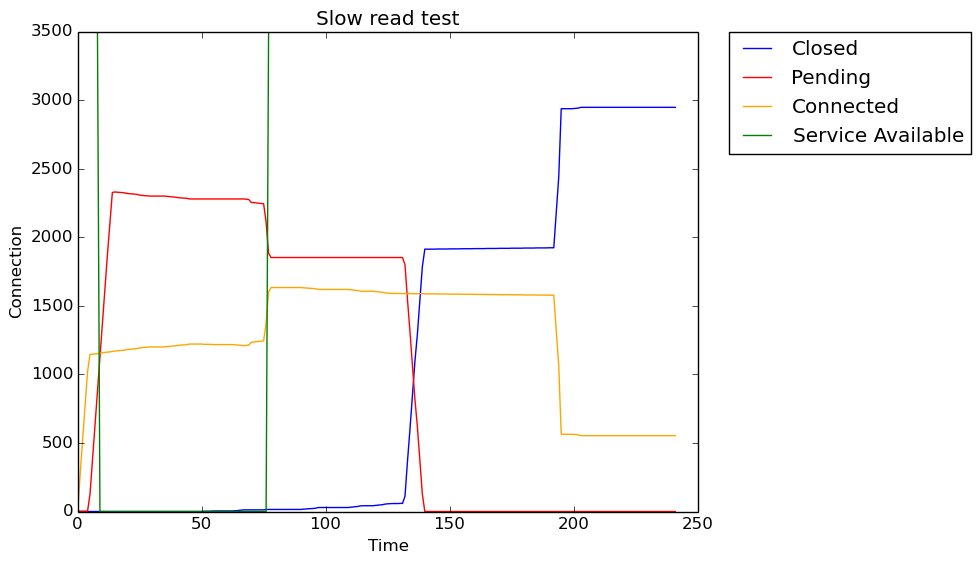 Slow read test
3500
3000
2500
2000
1500
1000
500
0
Connection
0 50 100 150 200 250
Time
Closed
Pending
Connected
Service Available